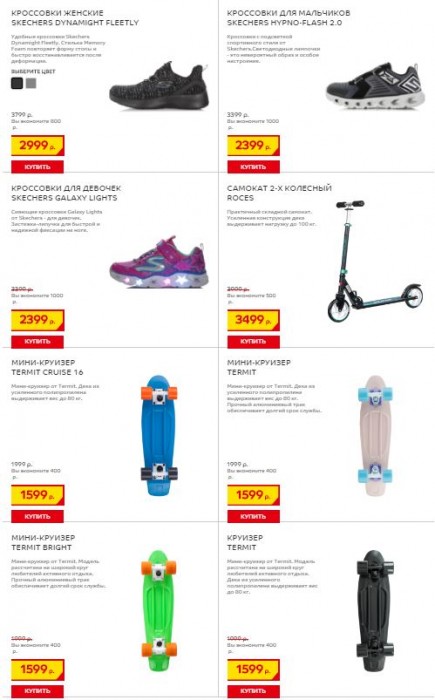 КРОССОВКИ ЖЕНСКИЕ
SKECHERS DYNAMIGHT FLEETLY
Удобные кроссовки Skechers
Dynamight Fleetly. Стелька Memory
Foam повторяет форму стопы и
быстро восстанавливается после
деформации.
ВЫБЕРИТЕ ЦВЕТ
3799 р.
Вы экономите 800
р.
2999 р.
КУПИТЬ
КРОССОВКИ ДЛЯ МАЛЬЧИКОВ
SKECHERS HYPNO-FLASH 2.0
Кроссовки с подсветкой
спортивного стиля от
Skechers.Светодиодные лампочки
- это невероятный образ и
настроение.
3399 р.
Вы экономите 1000
р.
2399 р.
КУПИТЬ
КРОССОВКИ ДЛЯ ДЕВОЧЕК
SKECHERS GALAXY LIGHTS
Сияющие кроссовки Galaxy Lights
от Skechers - для девочек.
Застежки-липучка для быстрой и
надежной фиксации на ноге.
3399 р.
Вы экономите 1000
р.
2399 р.
КУПИТЬ
САМОКАТ 2-Х КОЛЕСНЫЙ
ROCES
Практичный складной самокат.
Усиленная конструкция дека
выдерживает нагрузку до 100 кг.
3999 р.
Вы экономите 500
р.
3499 р.
КУПИТЬ
МИНИ-КРУИЗЕР
TERMIT CRUISE 16
Мини-круизер от Termit. Дека из
усиленного полипропилена
выдерживает вес до 80 кг.
1999 р.
Вы экономите 400
р.
1599 р.
КУПИТЬ
МИНИ-КРУИЗЕР
TERMIT
Мини-круизер от Termit. Дека из
усиленного полипропилена
выдерживает вес до 80 кг.
Прочный алюминиевый трак
обеспечивает долгий срок службы.
1999 р.
Вы экономите 400
р.
1599 р.
КУПИТЬ
МИНИ-КРУИЗЕР
TERMIT BRIGHT
Мини-круизер от Termit. Модель
рассчитана на широкий круг
любителей активного отдыха.
Прочный алюминиевый трак
обеспечивает долгий срок службы.
1999 р.
Вы экономите 400
р.
1599 р.
КУПИТЬ
КРУИЗЕР
TERMIT
Мини-круизер от Termit. Модель
рассчитана на широкий круг
любителей активного отдыха.
Дека из усиленного
полипропилена выдерживает вес
до 80 кг.
1999 р.
Вы экономите 400
р.
1599 р.
КУПИТЬ